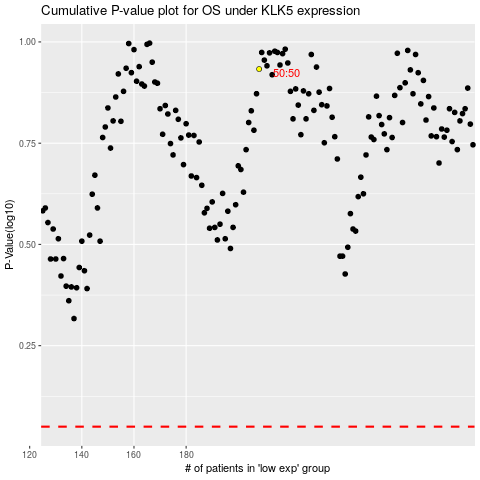 Cumulative P-value plot for OS under KLK5 expression
P-Value(log10)
1.00
0.75
0.50
0.25
50:50
120 140 160 180
# of patients in 'low exp' group